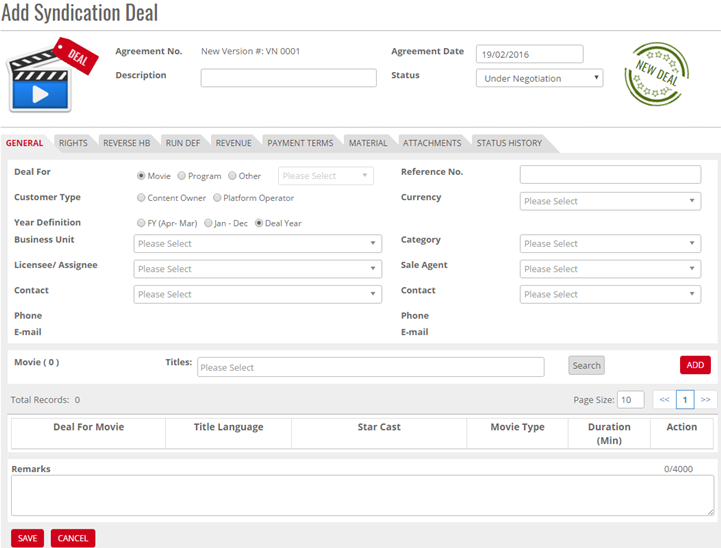 Add Syndication Deal
DEAL
Agreement No. New Version #: VN 0001 Agreement Date 19/02/2016
Description Status Under Negotiation
NEW DEAL
GENERAL RIGHTS REVERSE HB RUN DEF REVENUE PAYMENT TERMS MATERIAL ATTACHMENTS STATUS HISTORY
Deal For Movie Program Other Please Select Reference No.
Customer Type Content Owner Platform Operator Currency Please Select
Year Definition FY (Apr- Mar) Jan - Dec Deal Year
Business Unit Please Select Category Please Select
Licensee/ Assignee Please Select Sale Agent Please Select
Contact Please Select Contact Please Select
Phone Phone
E-mail E-mail
Movie ( 0 ) Titles: Please Select Search ADD
Total Records: 0 Page Size: 10 << 1 >>
Deal For Movie Title Language Star Cast Movie Type Duration (Min) Action
Remarks 0/4000
SAVE CANCEL